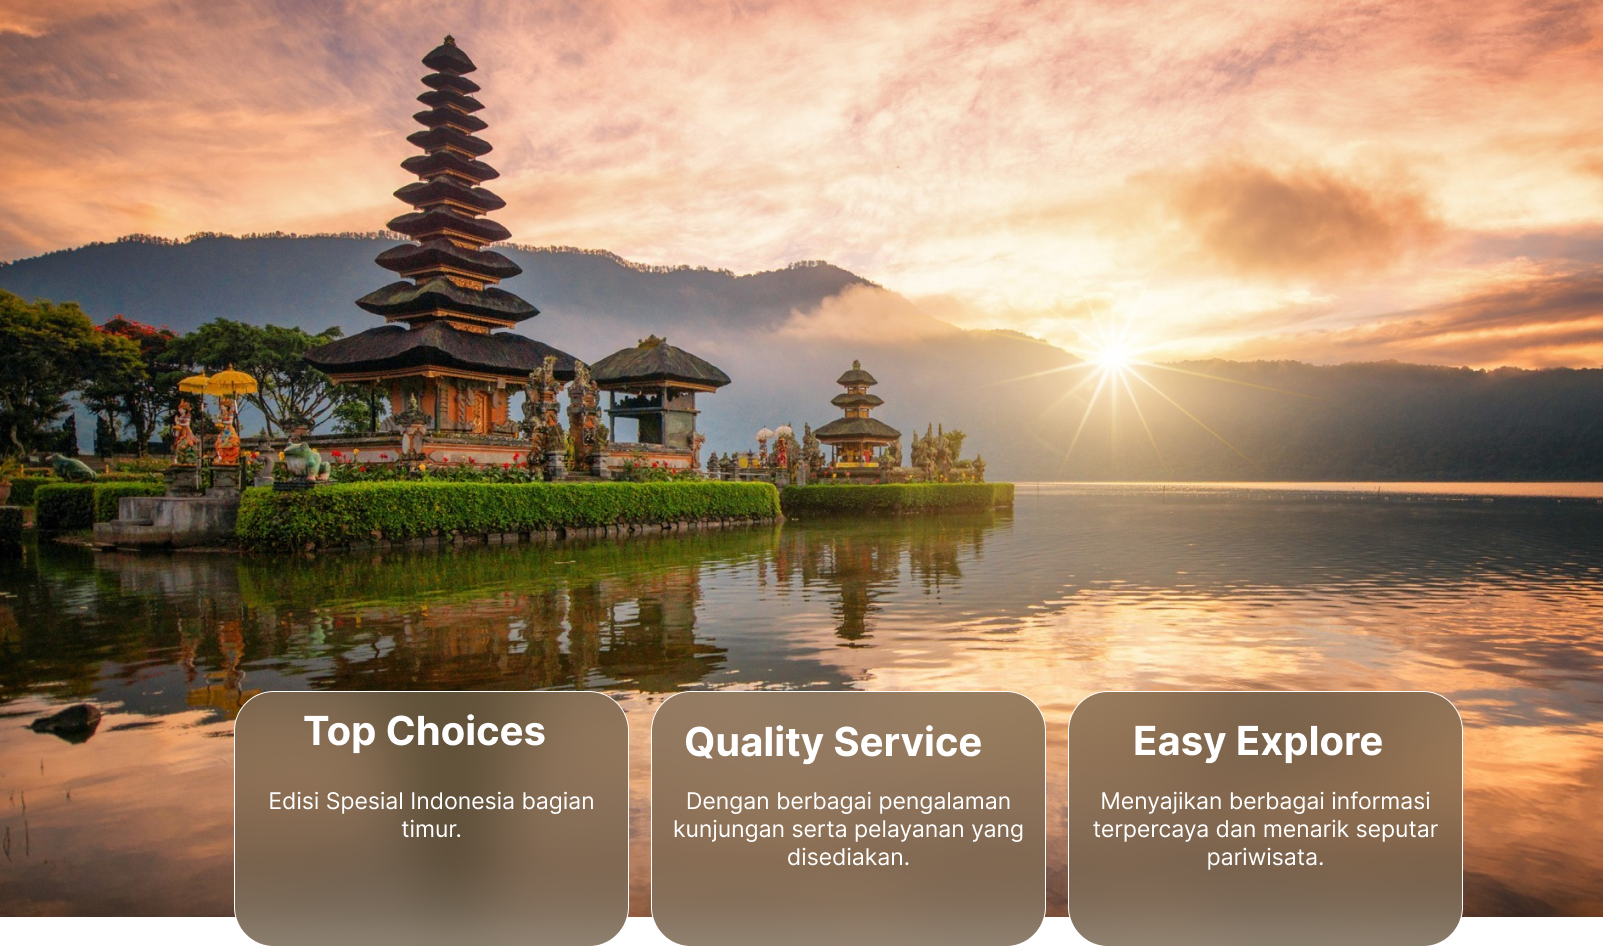 Top Choices
Edisi Spesial Indonesia bagian
timur.
Quality Service
Dengan berbagai pengalaman
kunjungan serta pelayanan yang
disediakan.
Easy Explore
Menyajikan berbagai informasi
terpercaya dan menarik seputar
pariwisata.